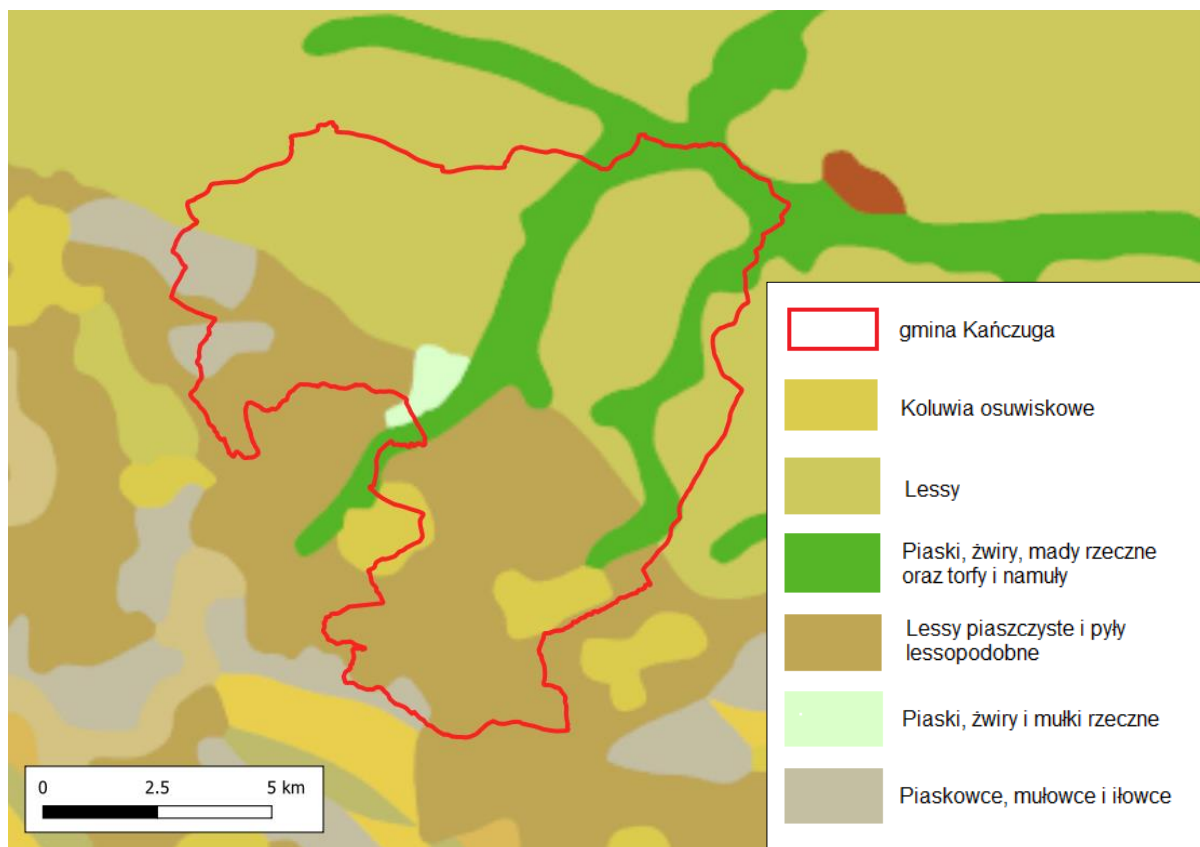 gmina Kańczuga
Koluwia osuwiskowe
Lessy
Piaski, żwiry, mady rzeczne
oraz torfy i namuły
Lessy piaszczyste i pyły
lessopodobne
Piaski, żwiry i mułki rzeczne
Piaskowce, mułowce i iłowce
0 2.5 5 km